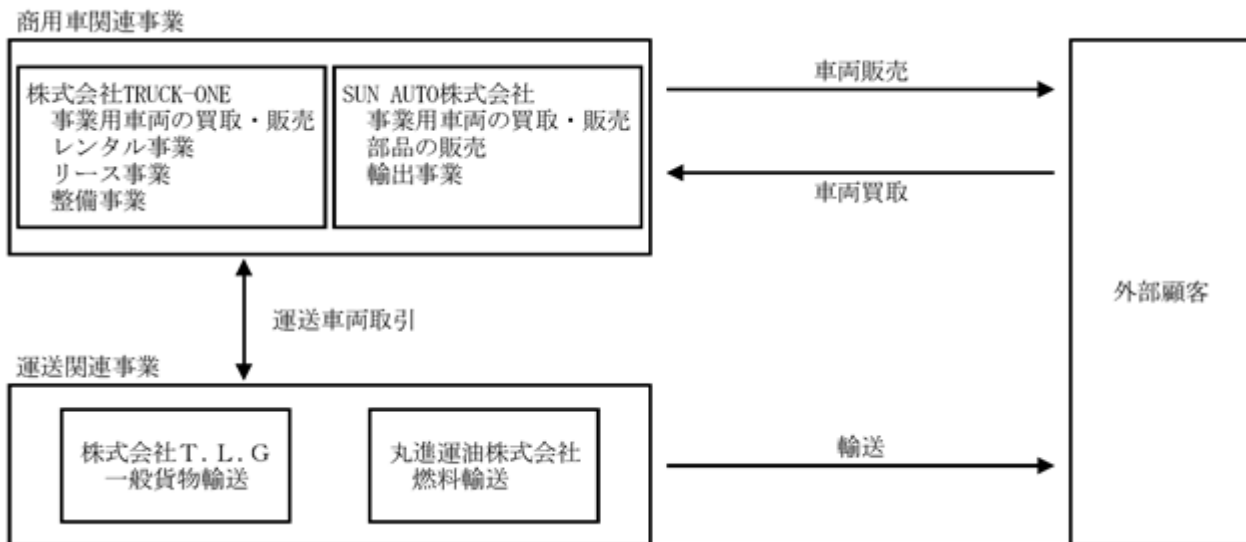 商用車関連事業
株式会社TRUCK-ONE
事業用車両の買取・販売
レンタル事業
リース事業
整備事業
SUN AUTO株式会社
事業用車両の買取・販売
部品の販売
輸出事業
車両販売
車両買取
外部顧客
運送車両取引
運送関連事業
株式会社Ｔ．Ｌ．Ｇ
一般貨物輸送
丸進運油株式会社
燃料輸送
輸送